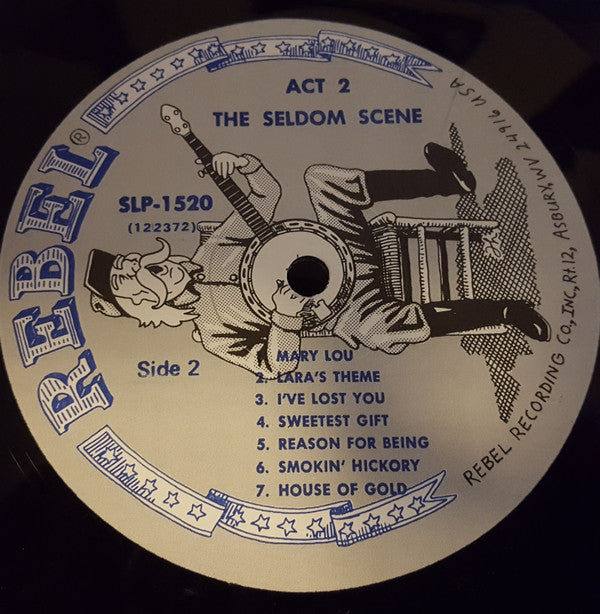 ACT 2
THE SELDOM SCENE
REBEL®
SLP-1520
(122372)
Side 2
MARY LOU
2. LARA'S THEME
3. I'VE LOST YOU
4. SWEETEST GIFT
5. REASON FOR BEING
6. SMOKIN' HICKORY
7. HOUSE OF GOLD
REBEL RECORDING CO., INC, Rt. 12, ASBURY, WV 24916 USA